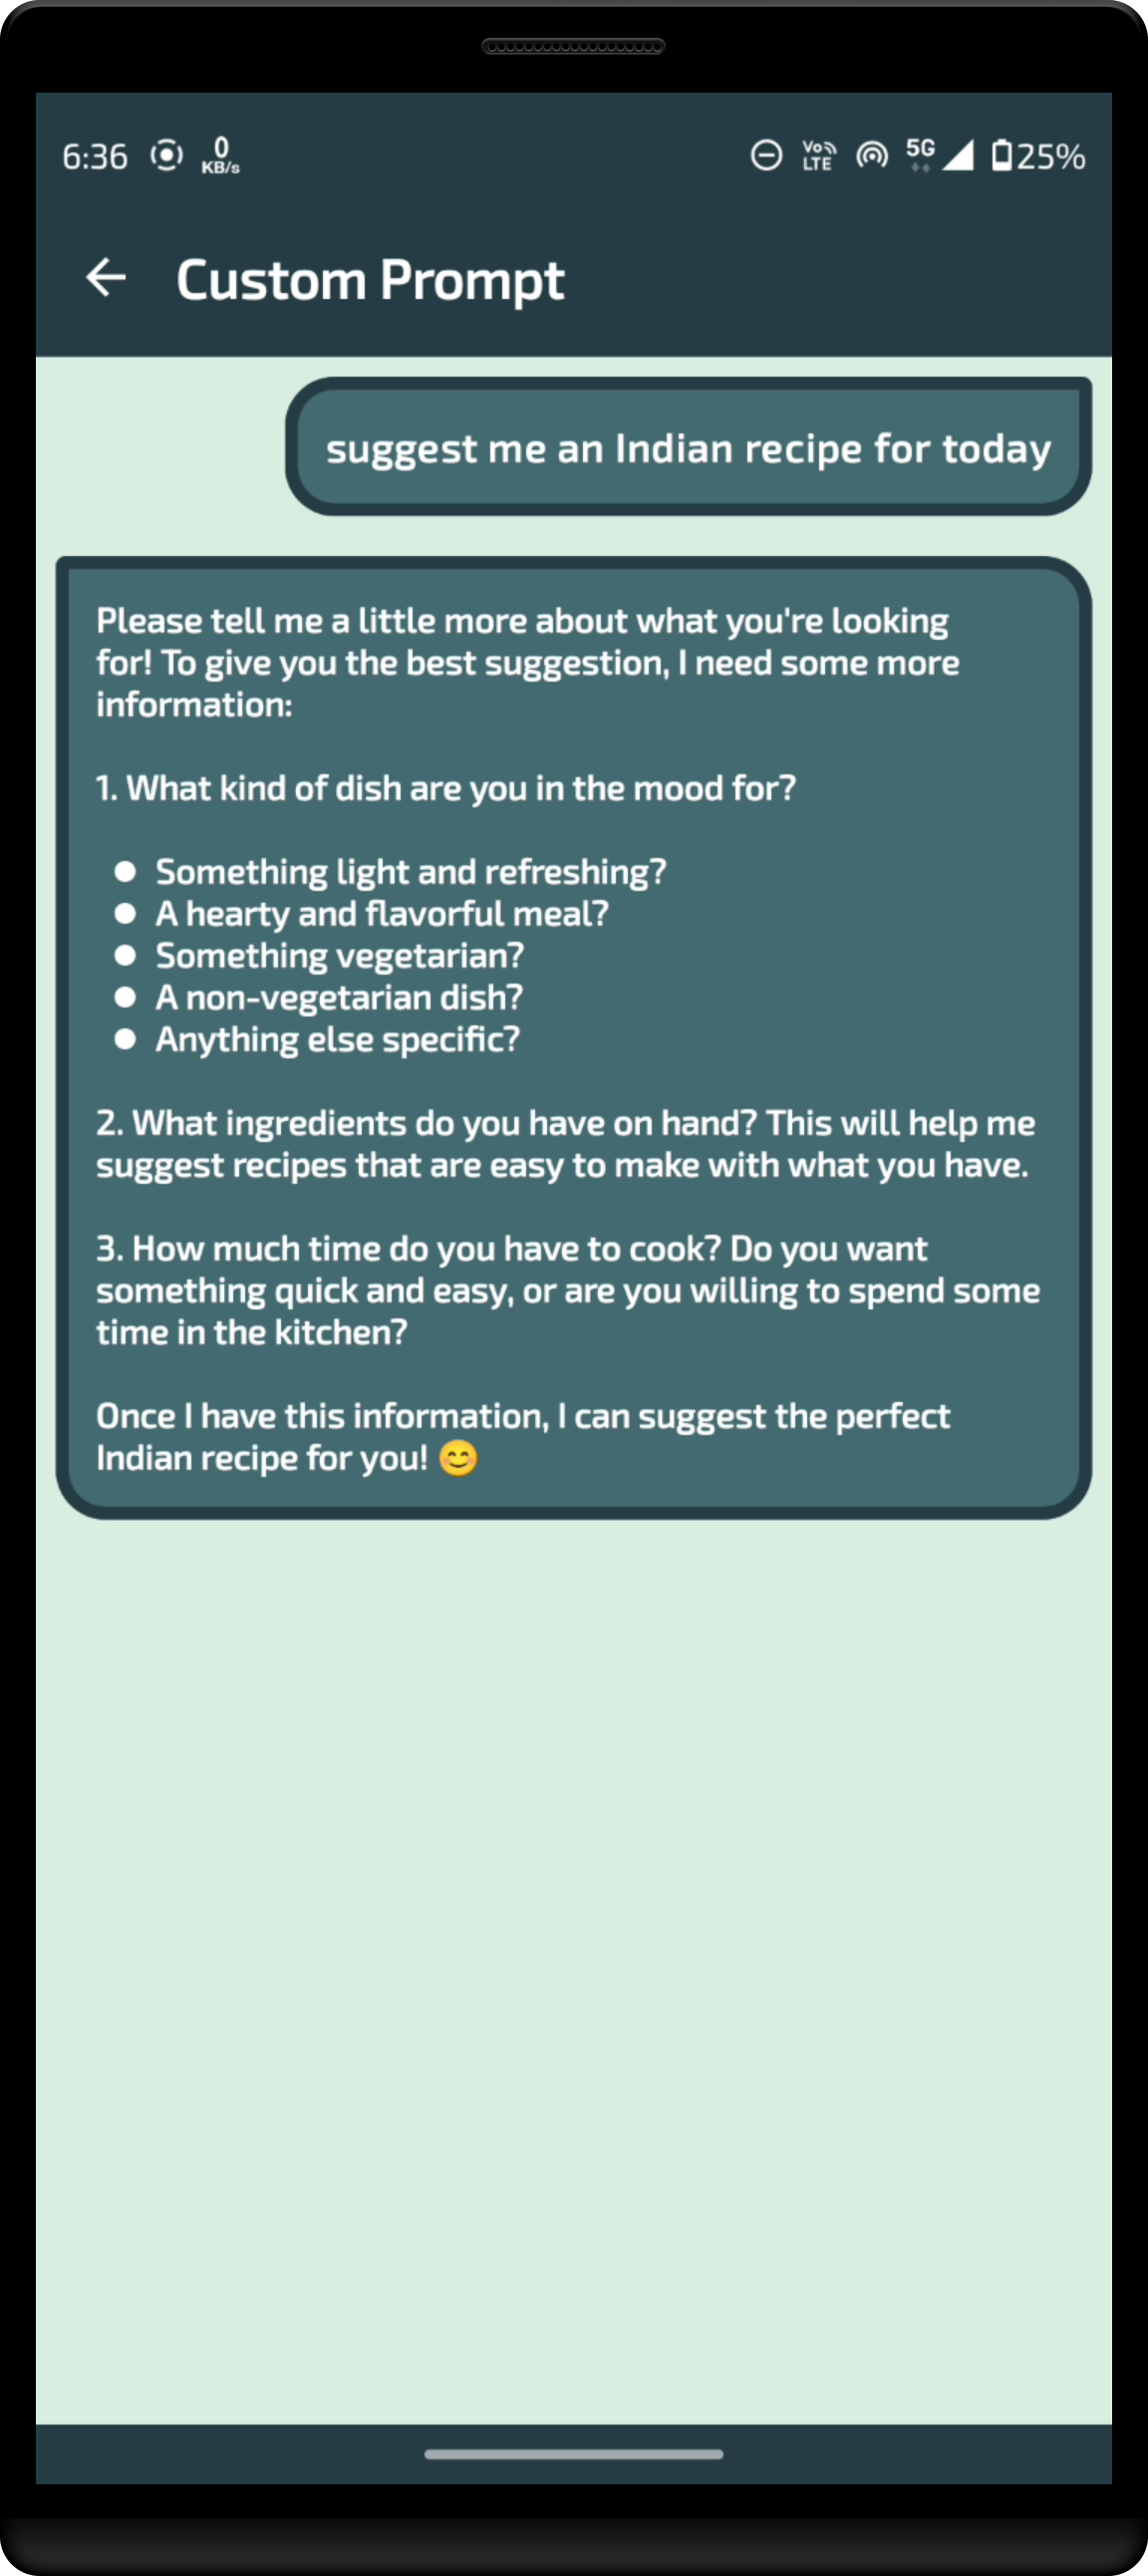 6:36 0 KB/s Vo LTE 5G 25%
Custom Prompt
suggest me an Indian recipe for today
Please tell me a little more about what you're looking
for! To give you the best suggestion, I need some more
information:
1. What kind of dish are you in the mood for?
● Something light and refreshing?
● A hearty and flavorful meal?
● Something vegetarian?
● A non-vegetarian dish?
● Anything else specific?
2. What ingredients do you have on hand? This will help me
suggest recipes that are easy to make with what you have.
3. How much time do you have to cook? Do you want
something quick and easy, or are you willing to spend some
time in the kitchen?
Once I have this information, I can suggest the perfect
Indian recipe for you! 😊